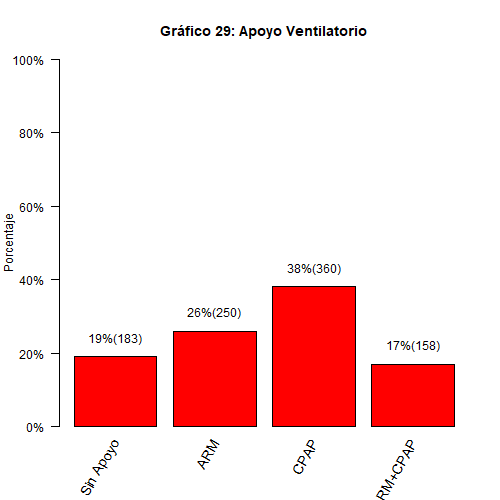 Gráfico 29: Apoyo Ventilatorio
Porcentaje
100%
80%
60%
40%
20%
0%
19%(183)
26%(250)
38%(360)
17%(158)
Sin Apoyo
ARM
CPAP
RM+CPAP